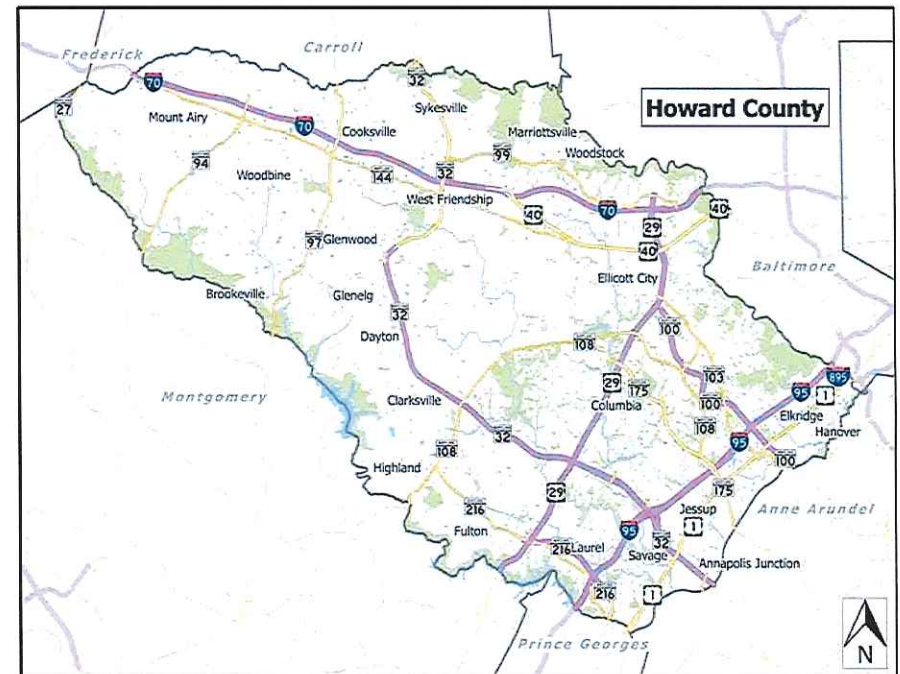 Carroll
Frederick
70
32
27
Howard County
Sykesville
Mount Airy
70
Cooksville
Marriottsville
99
Woodstock
94
144
32
Woodbine
West Friendship
40
70
40
29
97
Glenwood
40
Baltimore
Ellicott City
Brookeville
Glenelg
32
100
Dayton
108
29
175
103
895
95
1
Montgomery
Clarksville
Columbia
100
Elkridge
108
Hanover
32
95
108
100
Highland
29
175
216
Jessup
Anne Arundel
Fulton
95
1
216
Laurel
32
Savage
Annapolis Junction
216
1
Prince Georges
N